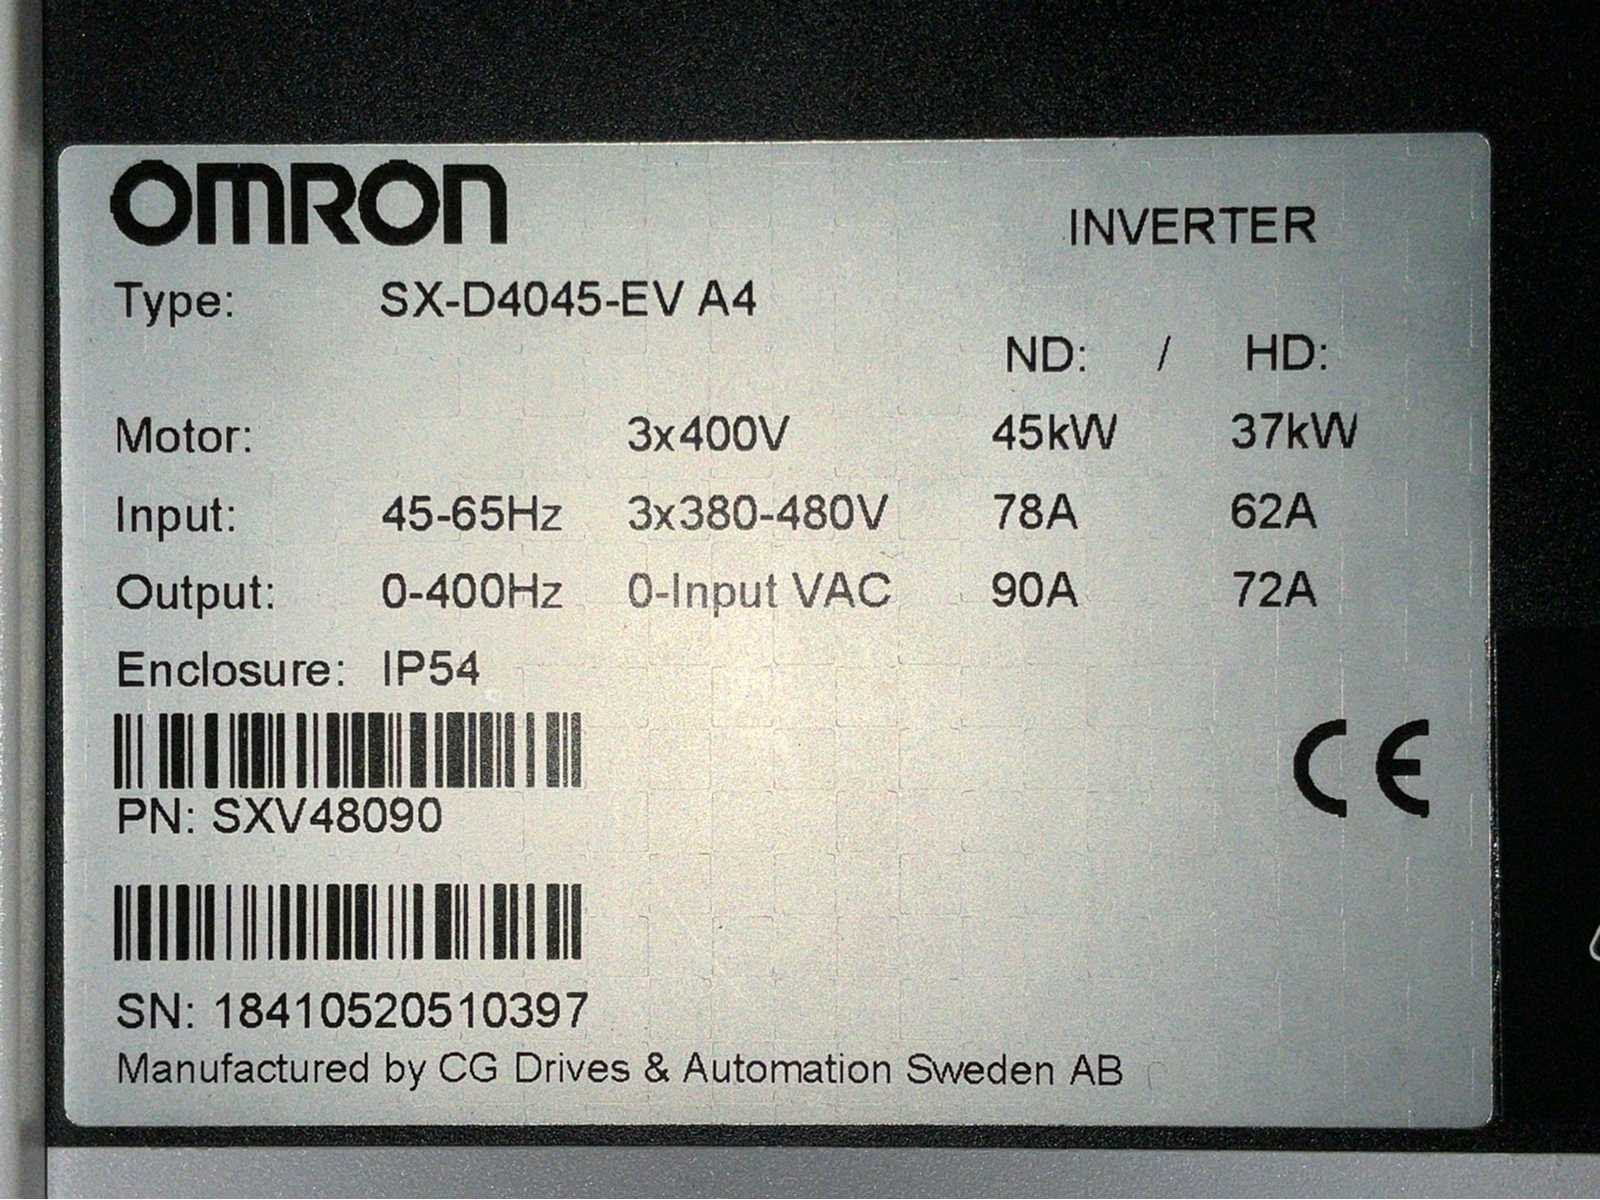 OMRON
INVERTER
Type: SX-D4045-EV A4
ND: / HD:
Motor: 3x400V 45kW 37kW
Input: 45-65Hz 3x380-480V 78A 62A
Output: 0-400Hz 0-Input VAC 90A 72A
Enclosure: IP54
CE
PN: SXV48090
SN: 18410520510397
Manufactured by CG Drives & Automation Sweden AB